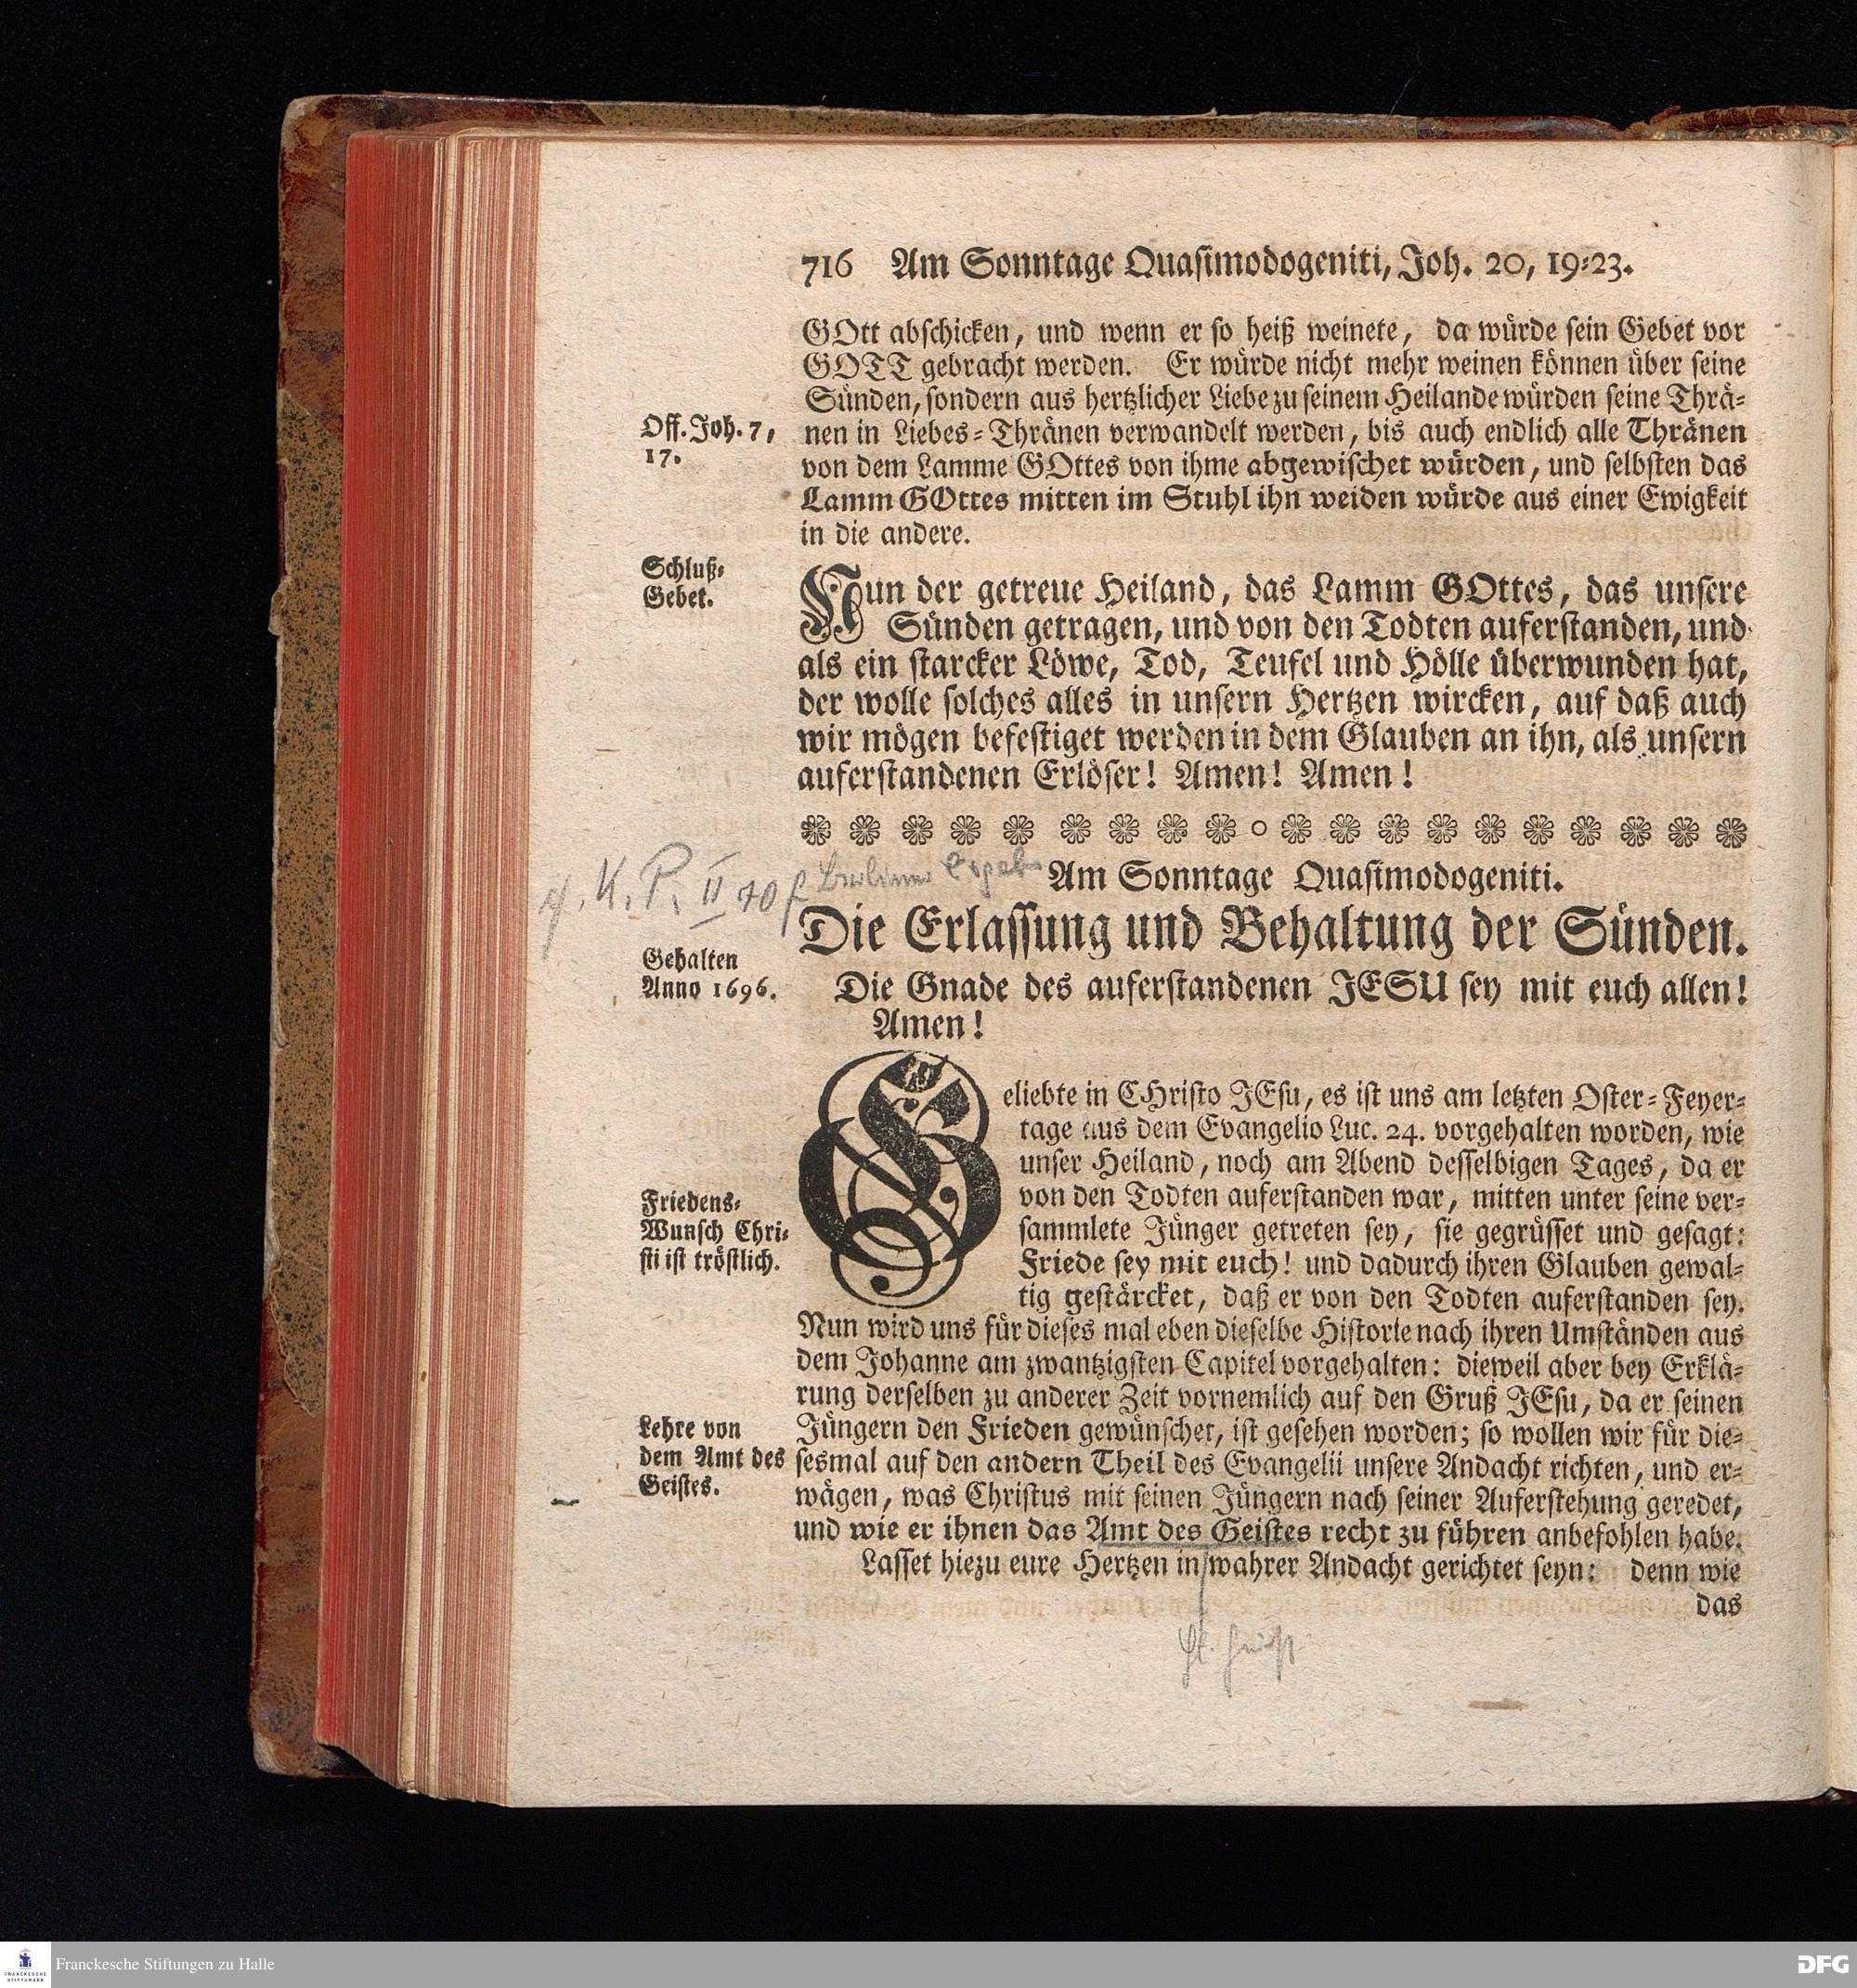 716 Am Sonntage Quasimodogeniti, Joh. 20, 19-23.
GOtt abschicken, und wenn er so heiß weinete, da würde sein Gebet vor
GOTT gebracht werden. Er würde nicht mehr weinen können über seine
Sünden, sondern aus hertzlicher Liebe zu seinem Heilande würden seine Thrä-
Off. Joh. 7,
17.
nen in Liebes-Thränen verwandelt werden, bis auch endlich alle Thränen
von dem Lamme GOttes von ihme abgewischet würden, und selbsten das
Lamm GOttes mitten im Stuhl ihn weiden würde aus einer Ewigkeit
in die andere.
Schluß-
Gebet.
Nun der getreue Heiland, das Lamm GOttes, das unsere
Sünden getragen, und von den Todten auferstanden, und
als ein starcker Löwe, Tod, Teufel und Hölle überwunden hat,
der wolle solches alles in unsern Hertzen wircken, auf daß auch
wir mögen befestiget werden in dem Glauben an ihn, als unsern
auferstandenen Erlöser! Amen! Amen!
K. P. II 70 f
Am Sonntage Quasimodogeniti.
Die Erlassung und Behaltung der Sünden.
Gehalten
Anno 1696.
Die Gnade des auferstandenen JESU sey mit euch allen!
Amen!
Geliebte in CHristo JEsu, es ist uns am letzten Oster-Feyer-
tage aus dem Evangelio Luc. 24. vorgehalten worden, wie
unser Heiland, noch am Abend desselbigen Tages, da er
von den Todten auferstanden war, mitten unter seine ver-
sammlete Jünger getreten sey, sie gegrüsset und gesagt:
Friedens-
Wunsch Chri-
sti ist tröstlich.
Friede sey mit euch! und dadurch ihren Glauben gewal-
tig gestärcket, daß er von den Todten auferstanden sey.
Nun wird uns für dieses mal eben dieselbe Historie nach ihren Umständen aus
dem Johanne am zwantzigsten Capitel vorgehalten: dieweil aber bey Erklä-
rung derselben zu anderer Zeit vornemlich auf den Gruß JEsu, da er seinen
Lehre von
dem Amt des
Geistes.
Jüngern den Frieden gewünschet, ist gesehen worden; so wollen wir für die-
sesmal auf den andern Theil des Evangelii unsere Andacht richten, und er-
wägen, was Christus mit seinen Jüngern nach seiner Auferstehung geredet,
und wie er ihnen das Amt des Geistes recht zu führen anbefohlen habe.
Lasset hiezu eure Hertzen in wahrer Andacht gerichtet seyn: denn wie
das
Franckesche Stiftungen zu Halle
FRANCKESCHE
STIFTUNGEN
DFG